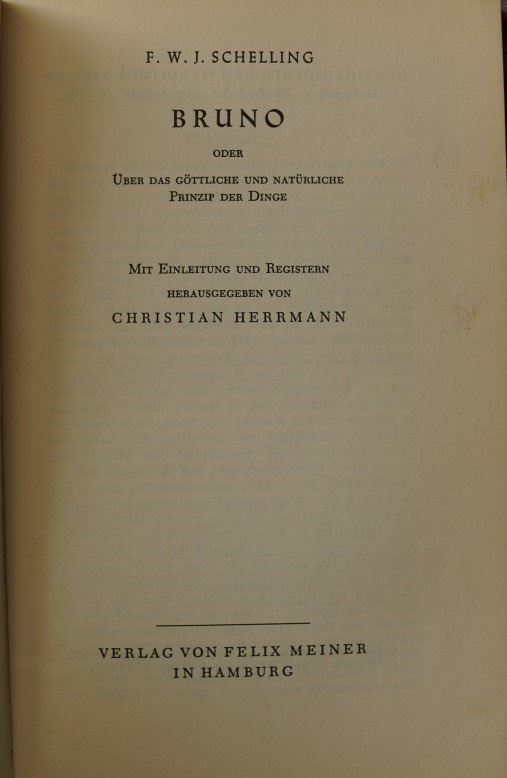 F. W. J. SCHELLING
BRUNO
ODER
ÜBER DAS GÖTTLICHE UND NATÜRLICHE
PRINZIP DER DINGE
MIT EINLEITUNG UND REGISTERN
HERAUSGEGEBEN VON
CHRISTIAN HERRMANN
VERLAG VON FELIX MEINER
IN HAMBURG